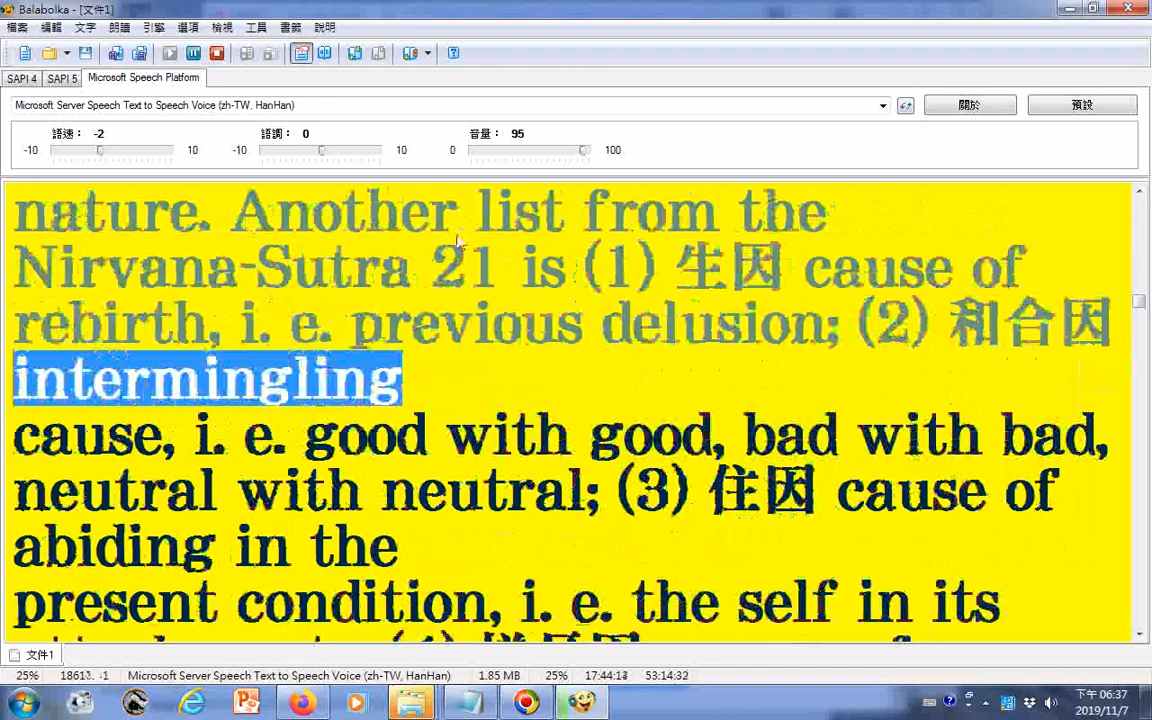 Balabolka - [文件1]
檔案 編輯 文字 朗讀 引擎 選項 檢視 工具 書籤 說明
SAPI 4 SAPI 5 Microsoft Speech Platform
Microsoft Server Speech Text to Speech Voice (zh-TW, HanHan) 關於 預設
語速： -2 語調： 0 音量： 95
-10 10 -10 10 0 100
nature. Another list from the
Nirvana-Sutra 21 is (1) 生因 cause of
rebirth, i. e. previous delusion; (2) 和合因
intermingling
cause, i. e. good with good, bad with bad,
neutral with neutral; (3) 住因 cause of
abiding in the
present condition, i. e. the self in its
文件1
25% Microsoft Server Speech Text to Speech Voice (zh-TW, HanHan) 1.85 MB 25% 17:44:13 53:14:32
下午 06:37
2019/11/7